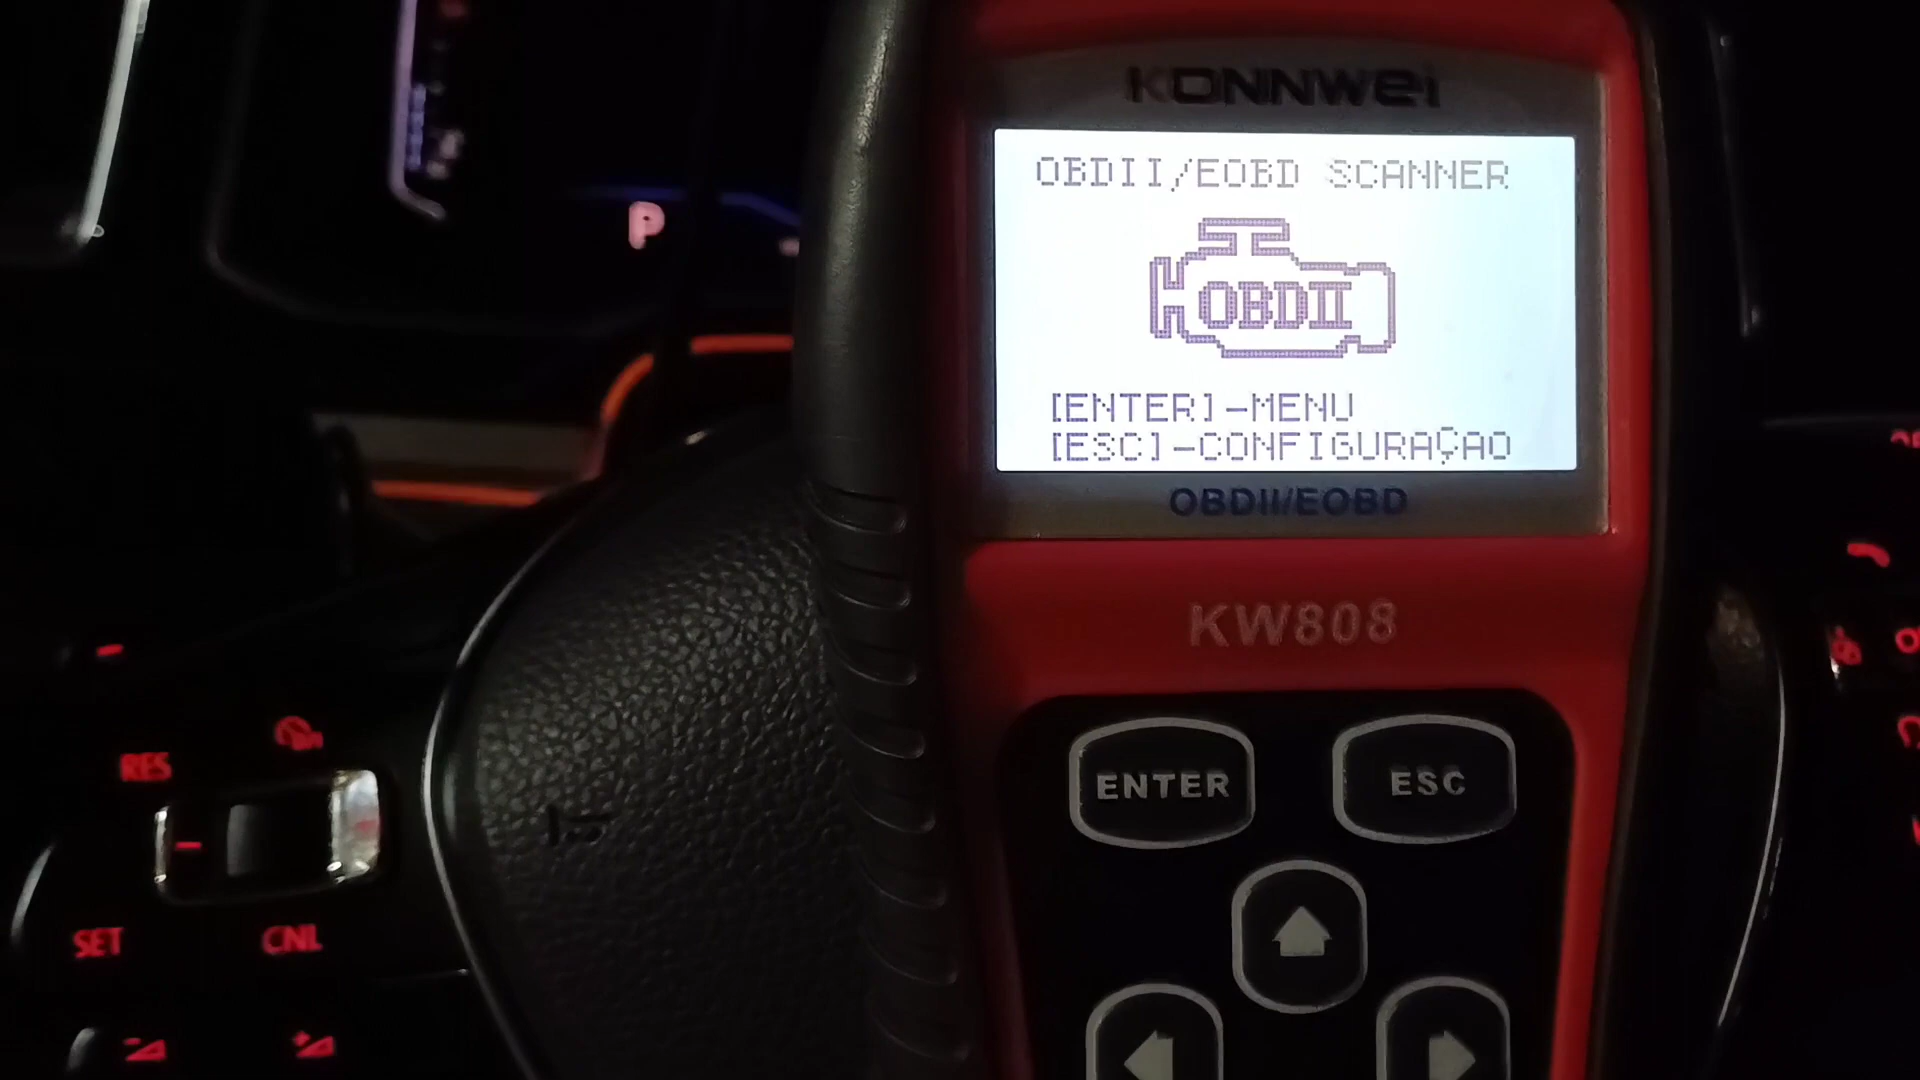 KONNWEI
OBDII/EOBD SCANNER
OBDII
[ENTER]-MENU
[ESC]-CONFIGURAÇAO
OBDII/EOBD
KW808
ENTER
ESC
P
RES
SET
CNL